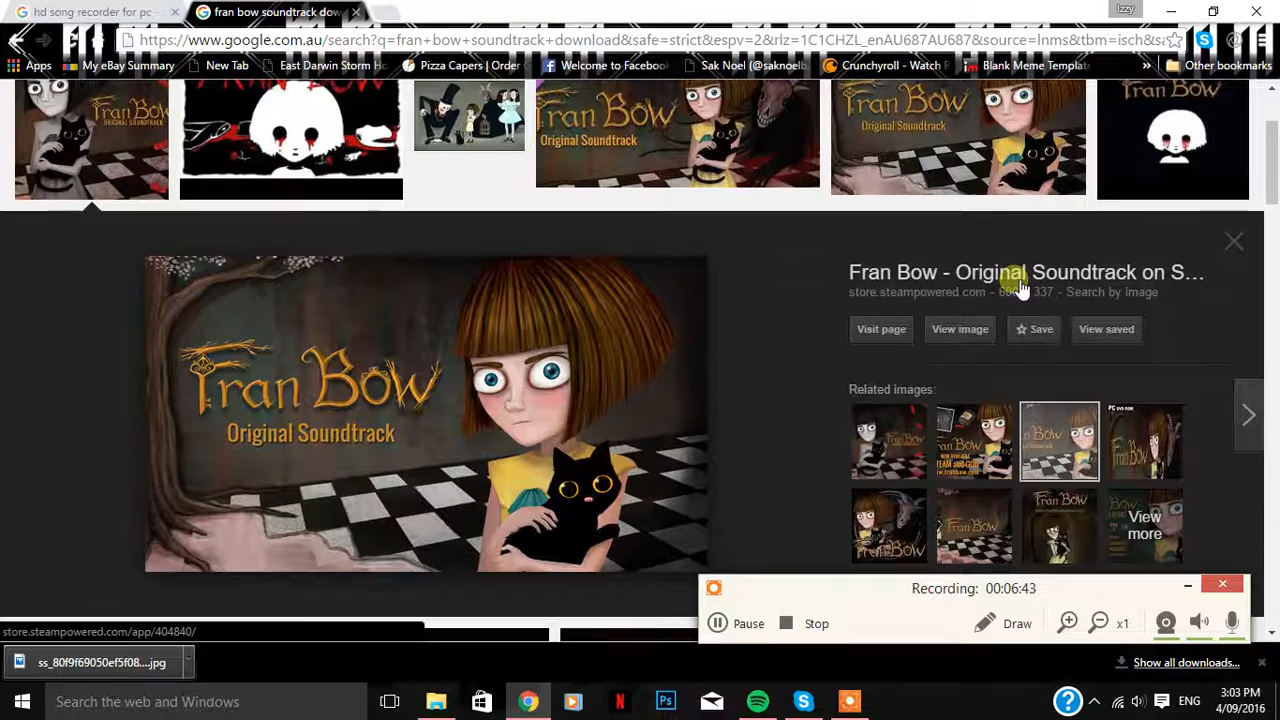 hd song recorder for pc –
fran bow soundtrack dow
Izzy
https://www.google.com.au/search?q=fran+bow+soundtrack+download&safe=strict&espv=2&rlz=1C1CHZL_enAU687AU687&source=lnms&tbm=isch&sa
Apps
My eBay Summary
New Tab
East Darwin Storm H
Pizza Capers | Order
Welcome to Facebook
Sak Noel (@saknoel
Crunchyroll - Watch
Blank Meme Templat
»
Other bookmarks
Fran Bow
ORIGINAL SOUNDTRACK
Fran Bow
Original Soundtrack
Fran Bow
Original Soundtrack
Fran Bow
Original Soundtrack
Fran Bow - Original Soundtrack on S...
store.steampowered.com - 337 - Search by image
Visit page
View image
Save
View saved
Related images:
View
more
Recording: 00:06:43
Pause
Stop
Draw
x1
store.steampowered.com/app/404840/
ss_80f9f69050ef5f08....jpg
Show all downloads...
Search the web and Windows
ENG
3:03 PM
4/09/2016